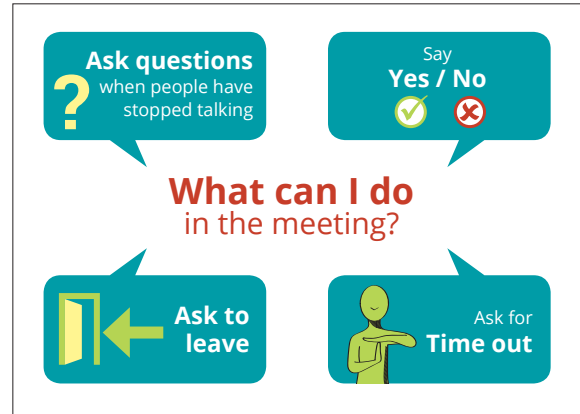 Ask questions
when people have
stopped talking
?
Say
Yes / No
What can I do
in the meeting?
Ask to
leave
Ask for
Time out